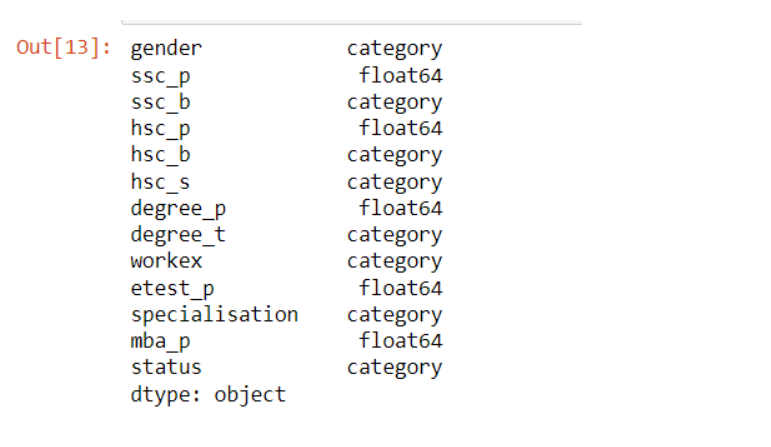 Out[13]: gender category
ssc_p float64
ssc_b category
hsc_p float64
hsc_b category
hsc_s category
degree_p float64
degree_t category
workex category
etest_p float64
specialisation category
mba_p float64
status category
dtype: object